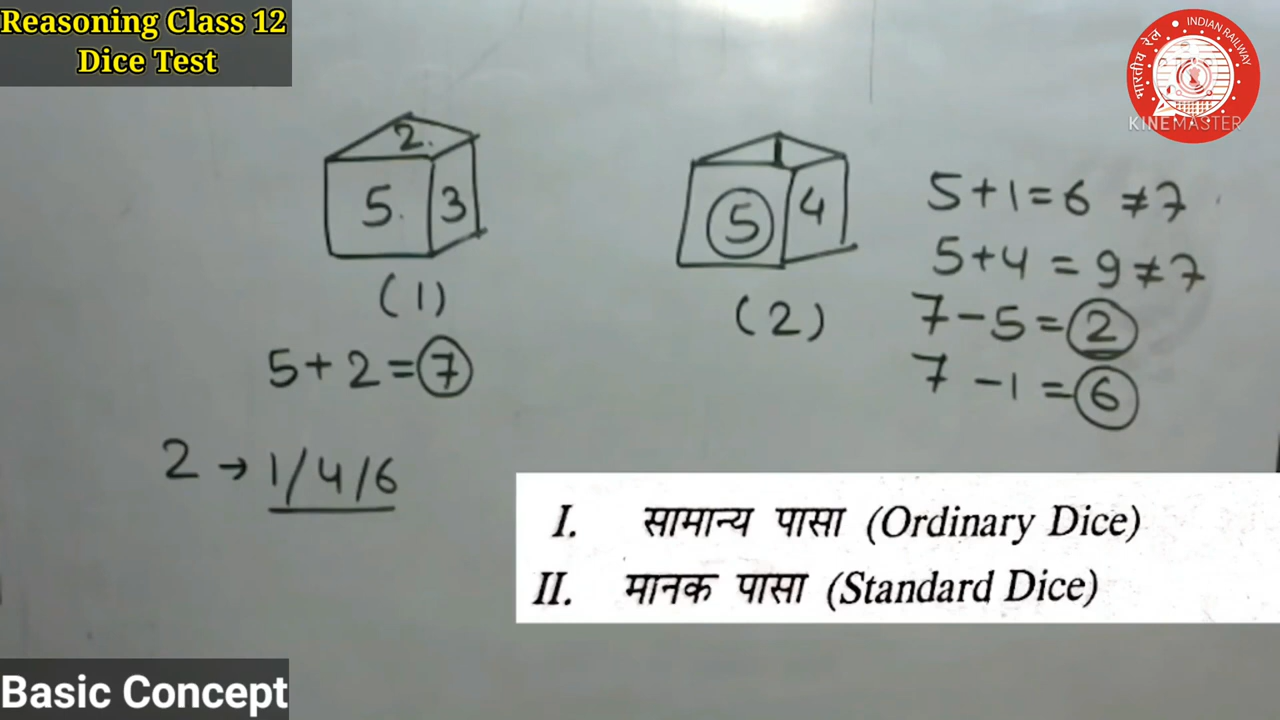 Reasoning Class 12
Dice Test
भारतीय रेल
INDIAN RAILWAY
KINEMASTER
2.
5. 3
(1)
5+2=7
2→1/4/6
1
5 4
(2)
5+1=6 ≠7
5+4=9≠7
7-5=2
7-1=6
I. सामान्य पासा (Ordinary Dice)
II. मानक पासा (Standard Dice)
Basic Concept